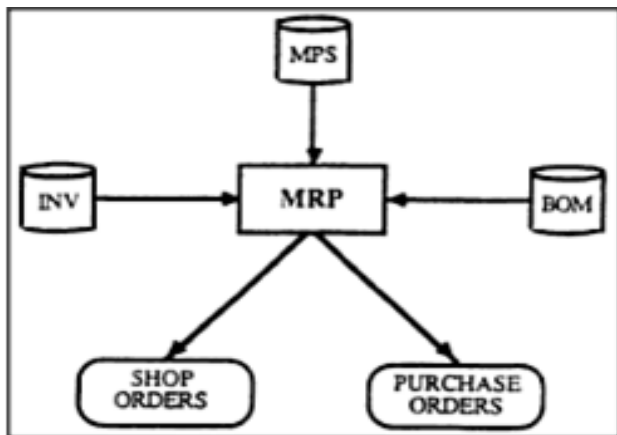 MPS
INV
MRP
BOM
SHOP
ORDERS
PURCHASE
ORDERS